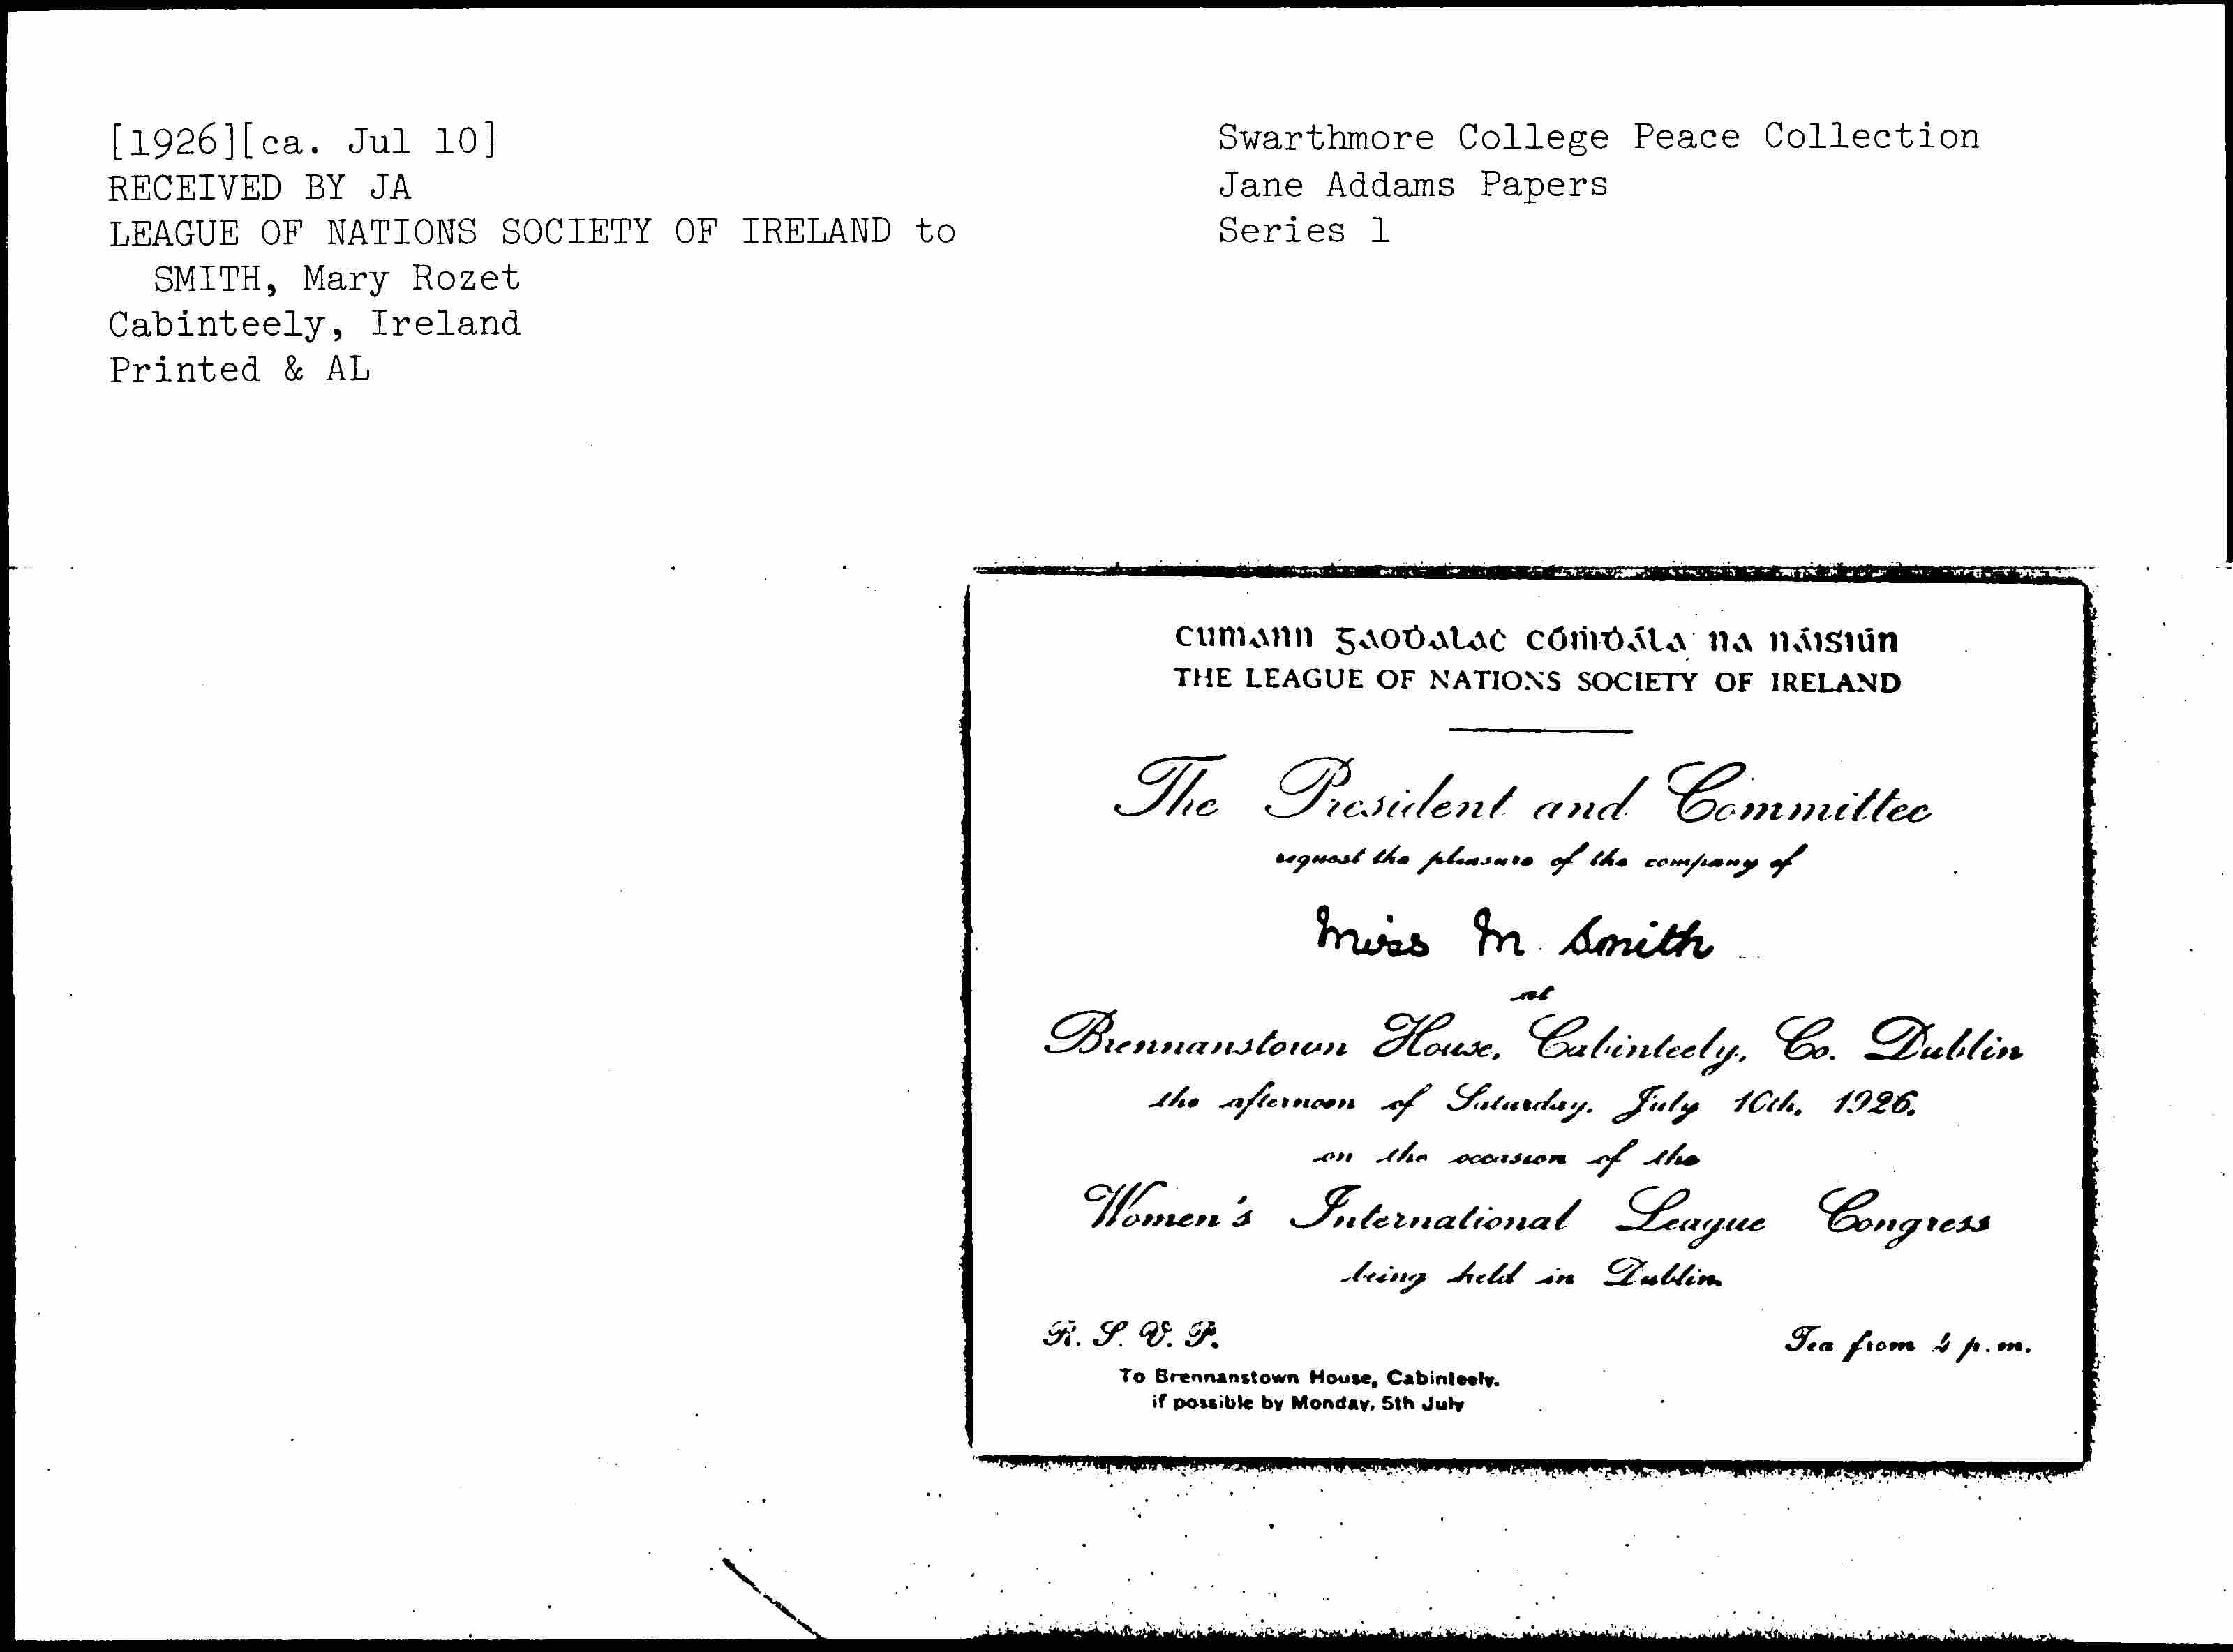 [1926][ca. Jul 10]
RECEIVED BY JA
LEAGUE OF NATIONS SOCIETY OF IRELAND to
SMITH, Mary Rozet
Cabinteely, Ireland
Printed & AL
Swarthmore College Peace Collection
Jane Addams Papers
Series 1
cumann ᵹaoḋalaċ cóṁḋála na náisiún
THE LEAGUE OF NATIONS SOCIETY OF IRELAND
The President and Committee
request the pleasure of the company of
Miss M. Smith
at
Brennanstown House, Cabinteely, Co. Dublin
the afternoon of Saturday, July 10th, 1926,
on the occasion of the
Women's International League Congress
being held in Dublin
R. S. V. P.
Tea from 4 p.m.
To Brennanstown House, Cabinteely,
if possible by Monday, 5th July